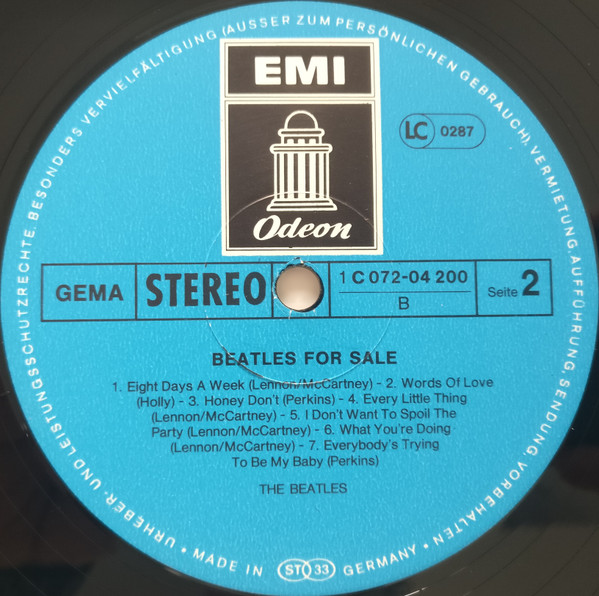 URHEBER- UND LEISTUNGSSCHUTZRECHTE, BESONDERS VERVIELFÄLTIGUNG (AUSSER ZUM PERSÖNLICHEN GEBRAUCH), VERMIETUNG, AUFFÜHRUNG, SENDUNG, VORBEHALTEN •
EMI
LC 0287
Odeon
GEMA STEREO 1 C 072-04 200 Seite 2
B
BEATLES FOR SALE
1. Eight Days A Week (Lennon/McCartney) - 2. Words Of Love
(Holly) - 3. Honey Don't (Perkins) - 4. Every Little Thing
(Lennon/McCartney) - 5. I Don't Want To Spoil The
Party (Lennon/McCartney) - 6. What You're Doing
(Lennon/McCartney) - 7. Everybody's Trying
To Be My Baby (Perkins)
THE BEATLES
• MADE IN ST 33 GERMANY •